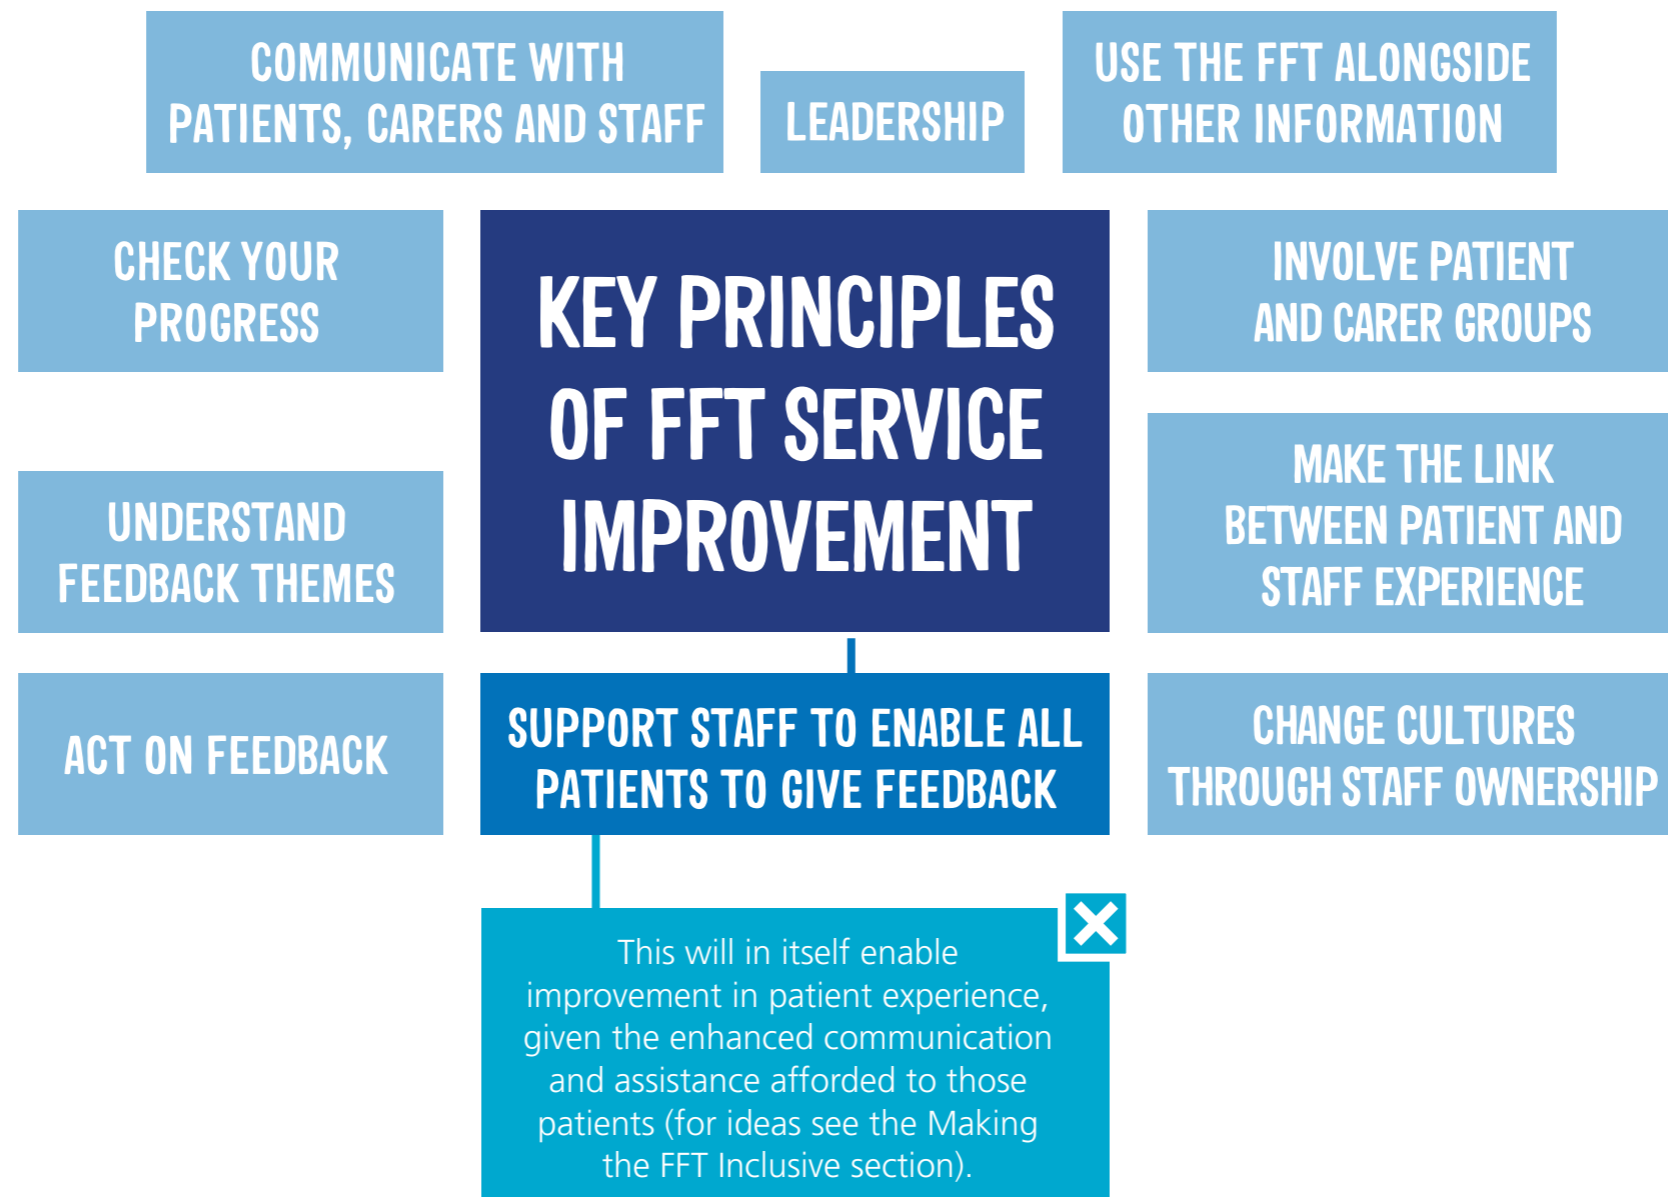 COMMUNICATE WITH
PATIENTS, CARERS AND STAFF
LEADERSHIP
USE THE FFT ALONGSIDE
OTHER INFORMATION
CHECK YOUR
PROGRESS
KEY PRINCIPLES
OF FFT SERVICE
IMPROVEMENT
INVOLVE PATIENT
AND CARER GROUPS
UNDERSTAND
FEEDBACK THEMES
MAKE THE LINK
BETWEEN PATIENT AND
STAFF EXPERIENCE
ACT ON FEEDBACK
SUPPORT STAFF TO ENABLE ALL
PATIENTS TO GIVE FEEDBACK
CHANGE CULTURES
THROUGH STAFF OWNERSHIP
This will in itself enable
improvement in patient experience,
given the enhanced communication
and assistance afforded to those
patients (for ideas see the Making
the FFT Inclusive section).